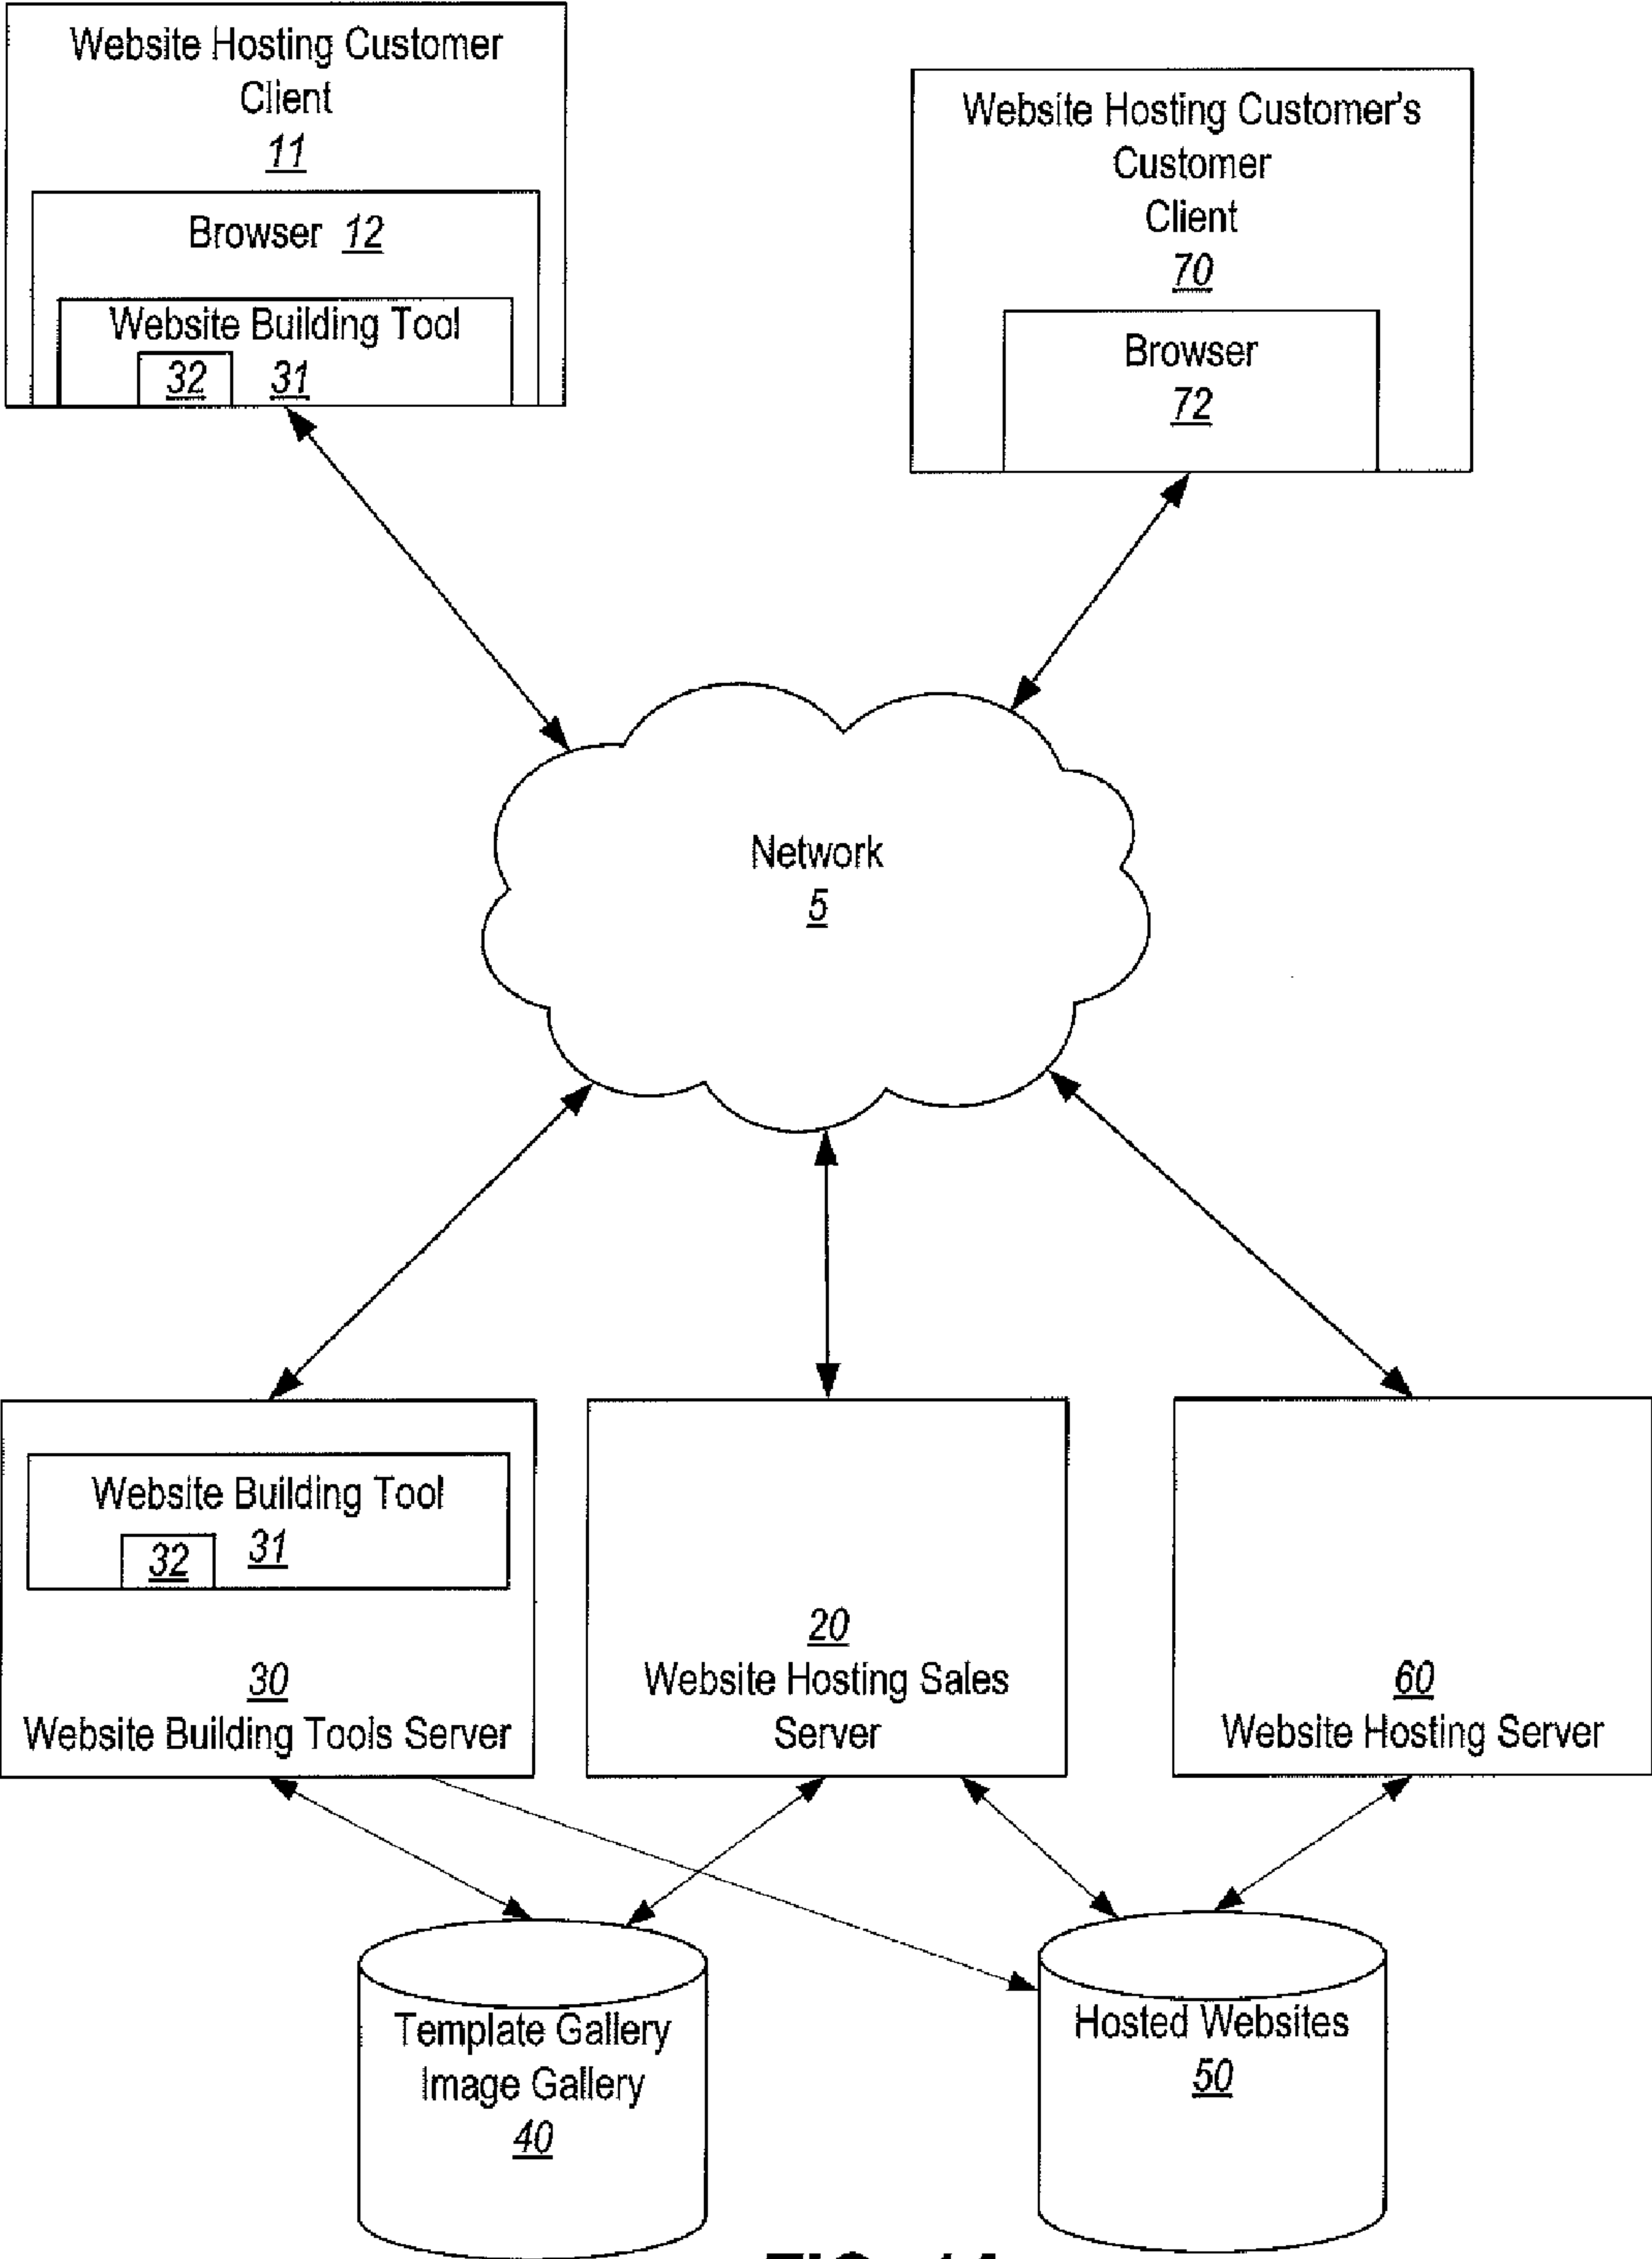 Website Hosting Customer
Client
11
Browser 12
Website Building Tool
32 31
Website Hosting Customer's
Customer
Client
70
Browser
72
Network
5
Website Building Tool
32 31
30
Website Building Tools Server
20
Website Hosting Sales
Server
60
Website Hosting Server
Template Gallery
Image Gallery
40
Hosted Websites
50